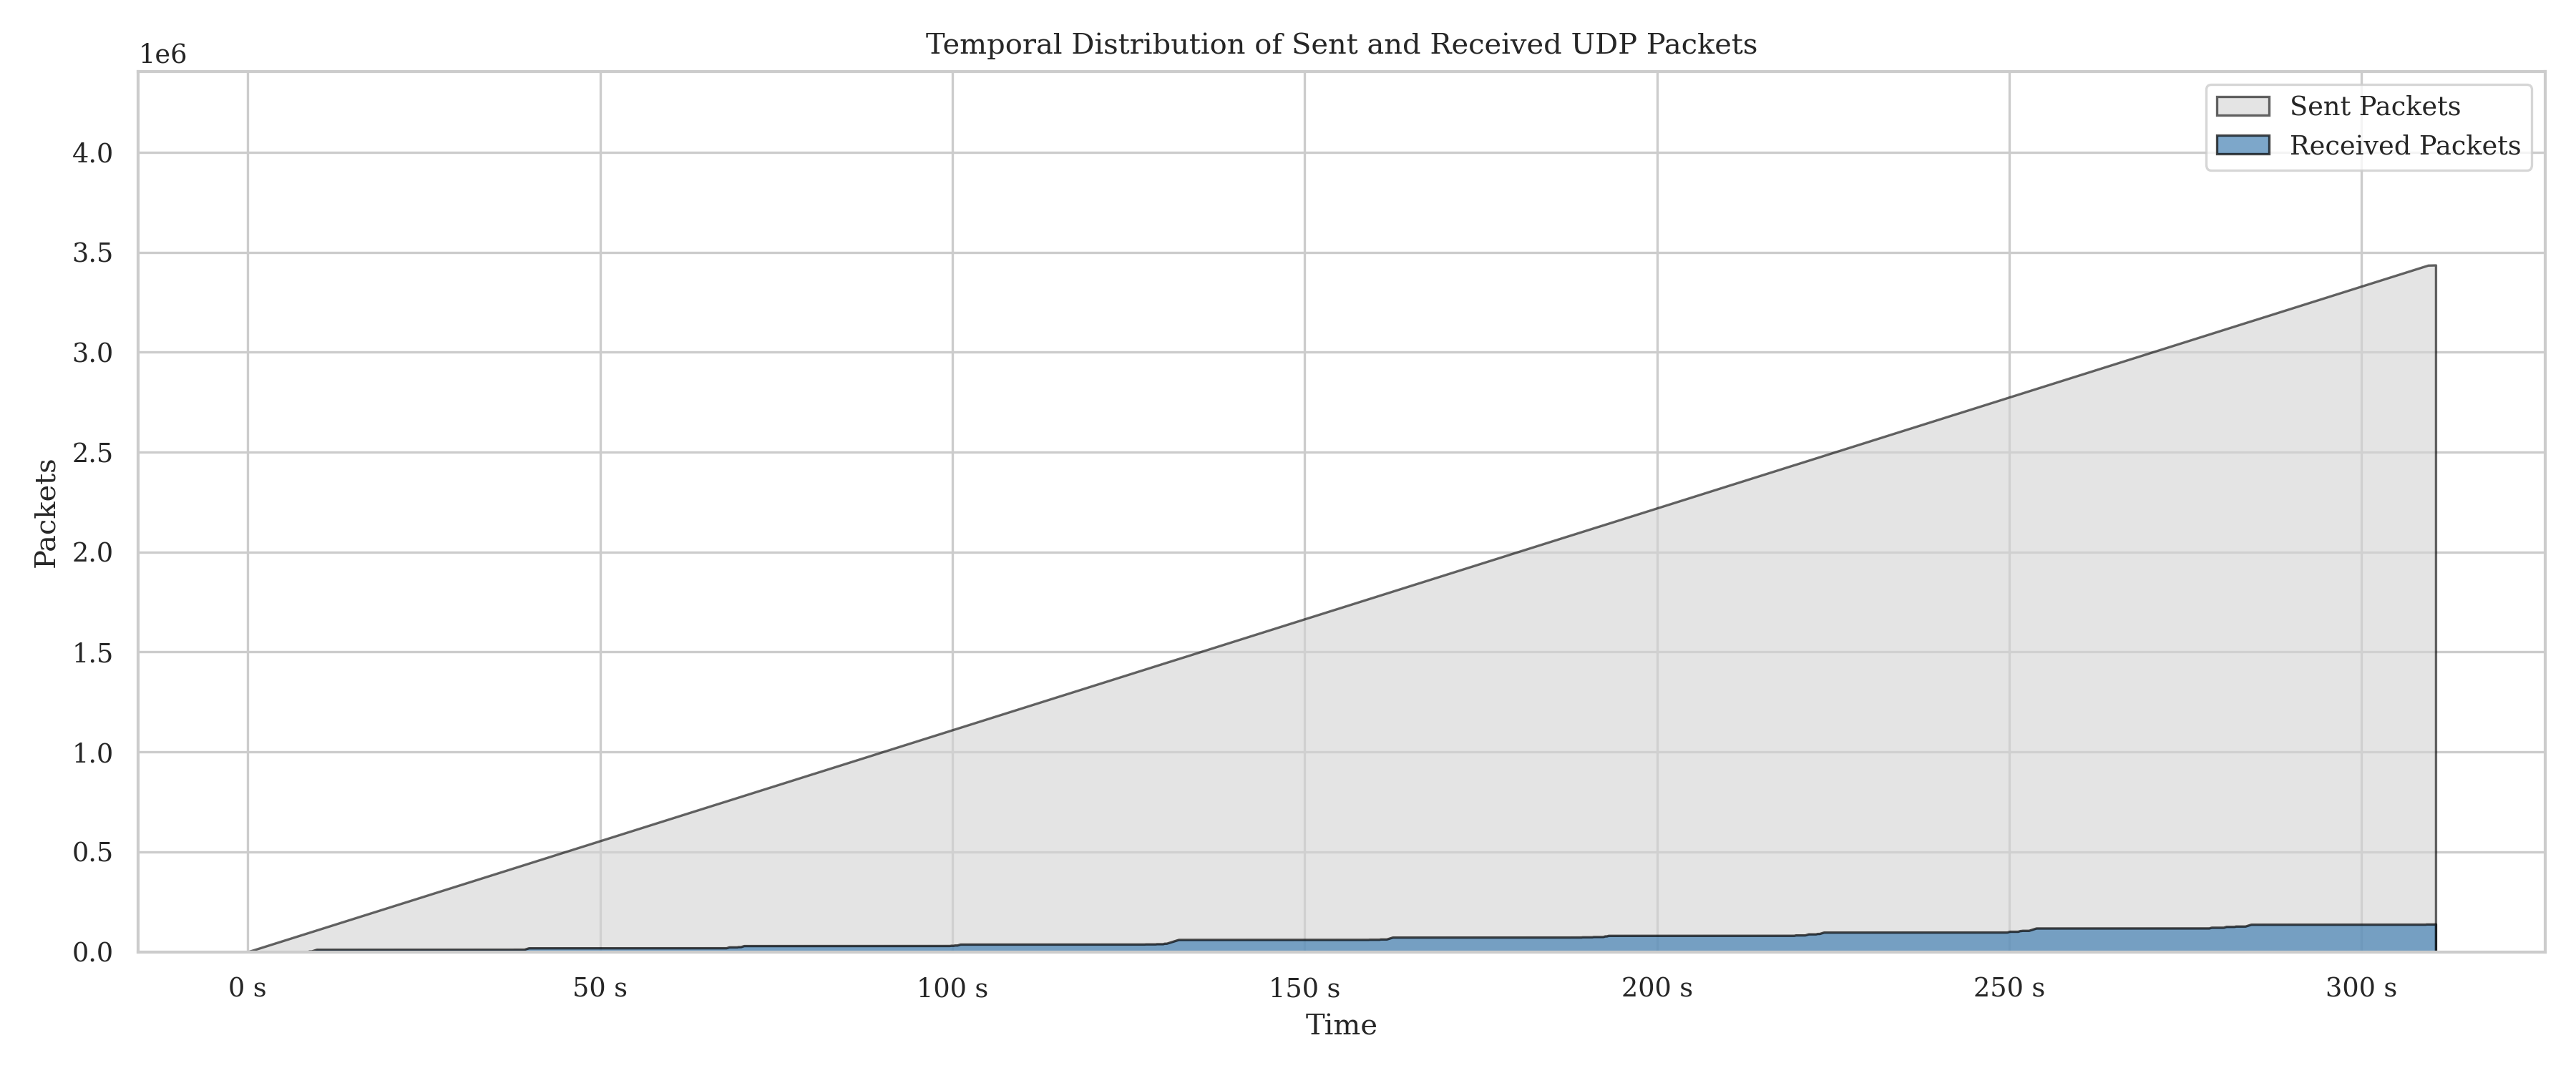 Temporal Distribution of Sent and Received UDP Packets
1e6
Sent Packets
Received Packets
4.0
3.5
3.0
2.5
2.0
1.5
1.0
0.5
0.0
Packets
0 s
50 s
100 s
150 s
200 s
250 s
300 s
Time